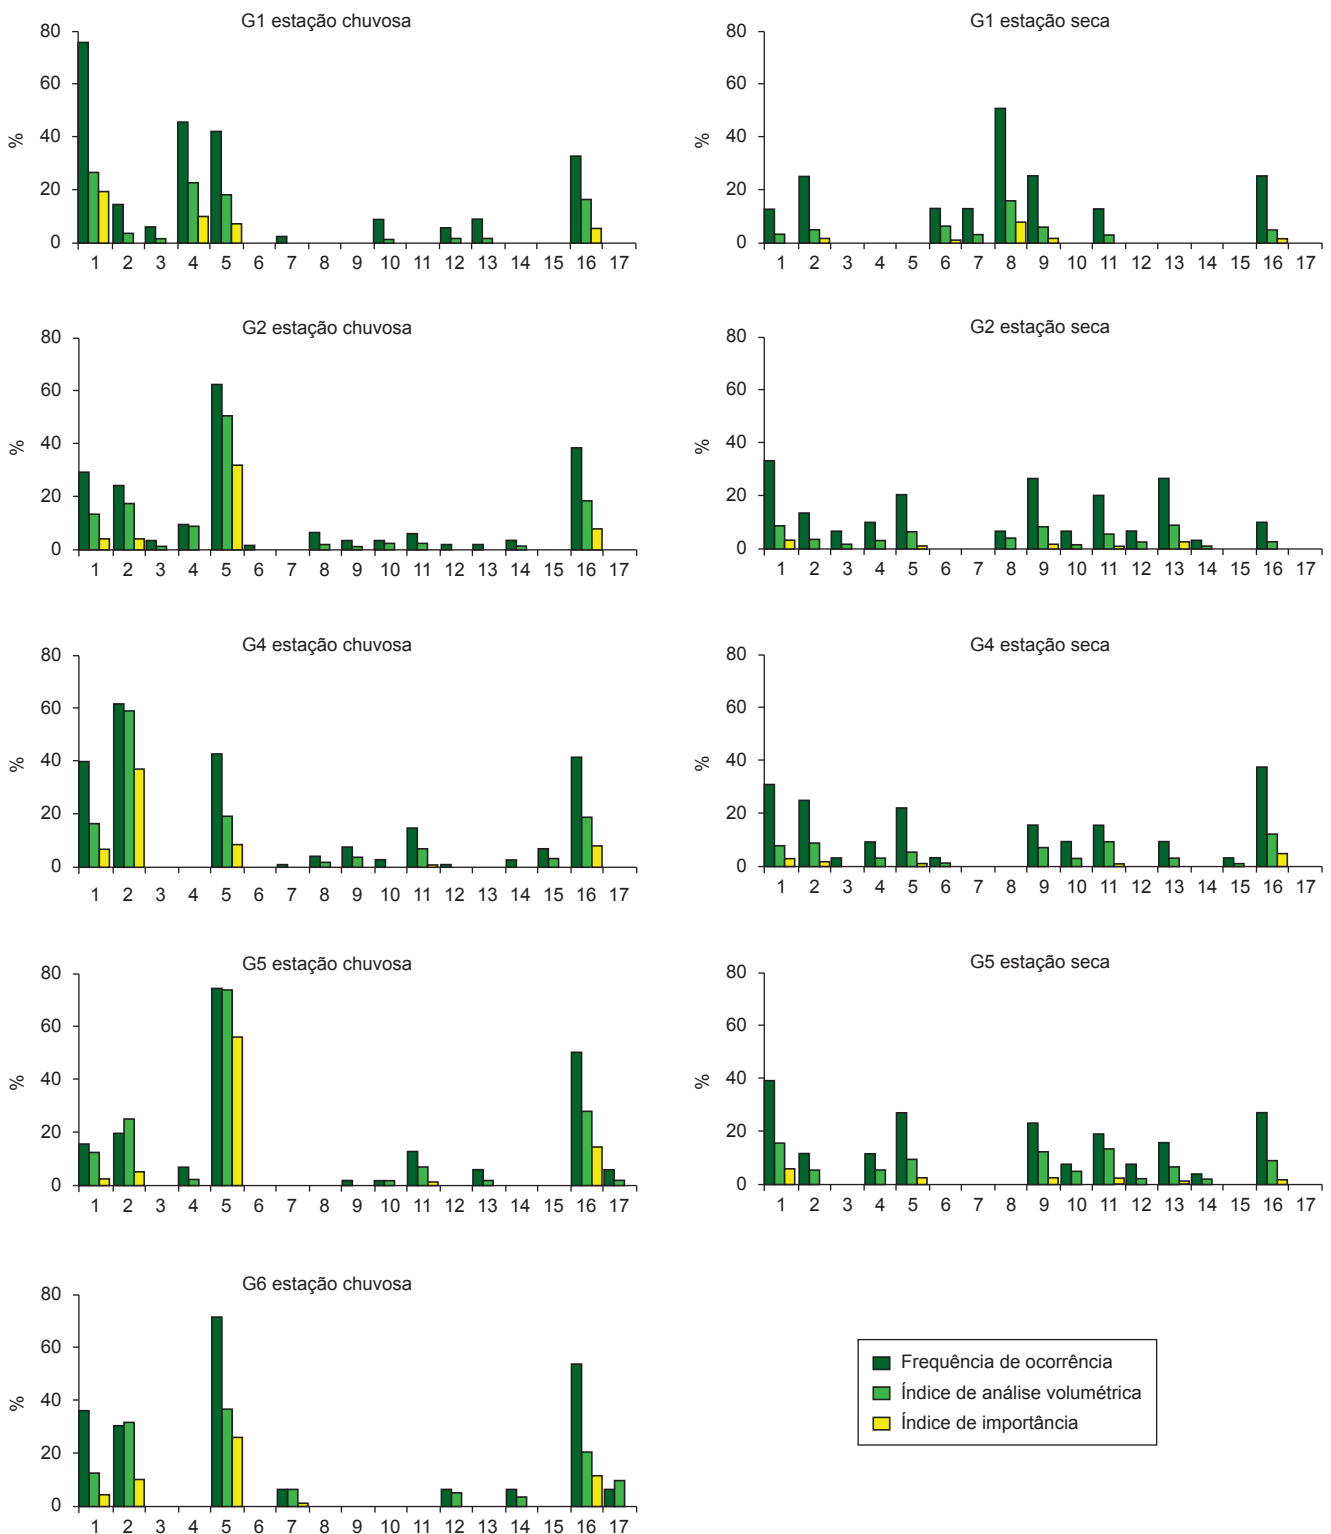 G1 estação chuvosa
80
60
40
20
0
%
1 2 3 4 5 6 7 8 9 10 11 12 13 14 15 16 17
G1 estação seca
80
60
40
20
0
%
1 2 3 4 5 6 7 8 9 10 11 12 13 14 15 16 17
G2 estação chuvosa
80
60
40
20
0
%
1 2 3 4 5 6 7 8 9 10 11 12 13 14 15 16 17
G2 estação seca
80
60
40
20
0
%
1 2 3 4 5 6 7 8 9 10 11 12 13 14 15 16 17
G4 estação chuvosa
80
60
40
20
0
%
1 2 3 4 5 6 7 8 9 10 11 12 13 14 15 16 17
G4 estação seca
80
60
40
20
0
%
1 2 3 4 5 6 7 8 9 10 11 12 13 14 15 16 17
G5 estação chuvosa
80
60
40
20
0
%
1 2 3 4 5 6 7 8 9 10 11 12 13 14 15 16 17
G5 estação seca
80
60
40
20
0
%
1 2 3 4 5 6 7 8 9 10 11 12 13 14 15 16 17
G6 estação chuvosa
80
60
40
20
0
%
1 2 3 4 5 6 7 8 9 10 11 12 13 14 15 16 17
Frequência de ocorrência
Índice de análise volumétrica
Índice de importância